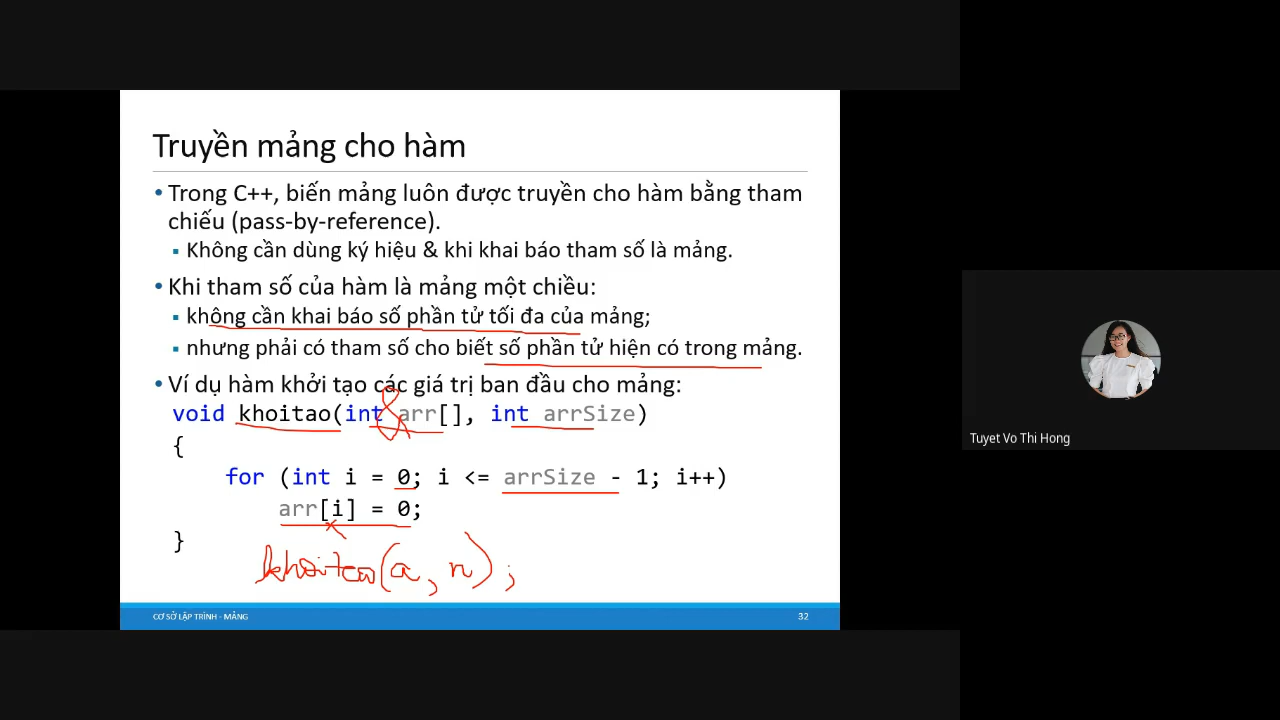 Truyền mảng cho hàm
• Trong C++, biến mảng luôn được truyền cho hàm bằng tham
chiếu (pass-by-reference).
▪ Không cần dùng ký hiệu & khi khai báo tham số là mảng.
• Khi tham số của hàm là mảng một chiều:
▪ không cần khai báo số phần tử tối đa của mảng;
▪ nhưng phải có tham số cho biết số phần tử hiện có trong mảng.
• Ví dụ hàm khởi tạo các giá trị ban đầu cho mảng:
&
void khoitao(int arr[], int arrSize)
{
for (int i = 0; i <= arrSize - 1; i++)
arr[i] = 0;
}
khoitao(a, n);
CƠ SỞ LẬP TRÌNH - MẢNG
32
Tuyet Vo Thi Hong